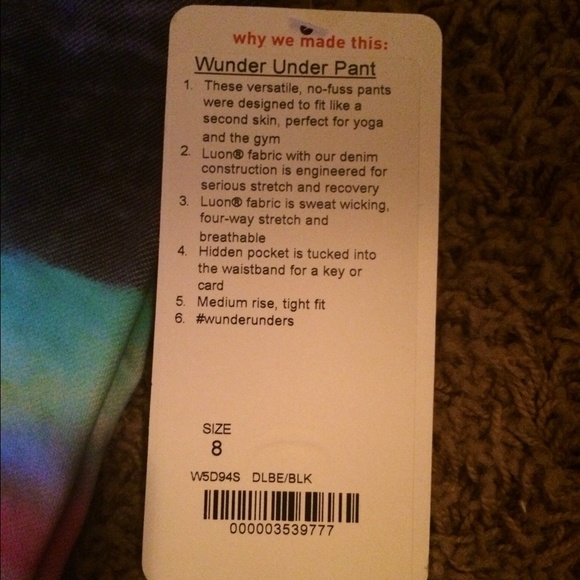 why we made this:
Wunder Under Pant
1. These versatile, no-fuss pants
were designed to fit like a
second skin, perfect for yoga
and the gym
2. Luon® fabric with our denim
construction is engineered for
serious stretch and recovery
3. Luon® fabric is sweat wicking,
four-way stretch and
breathable
4. Hidden pocket is tucked into
the waistband for a key or
card
5. Medium rise, tight fit
6. #wunderunders
SIZE
8
W5D94S DLBE/BLK
000003539777